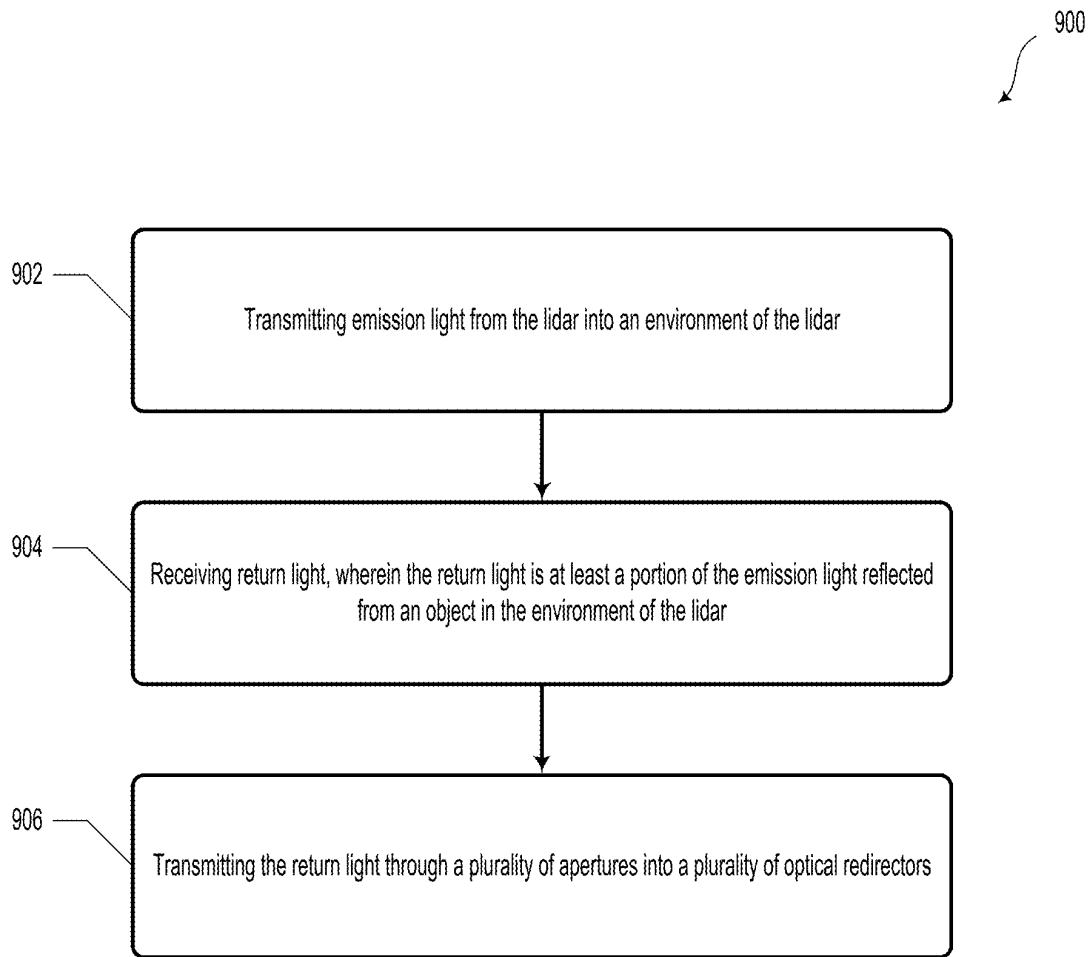 900
902
Transmitting emission light from the lidar into an environment of the lidar
904
Receiving return light, wherein the return light is at least a portion of the emission light reflected
from an object in the environment of the lidar
906
Transmitting the return light through a plurality of apertures into a plurality of optical redirectors